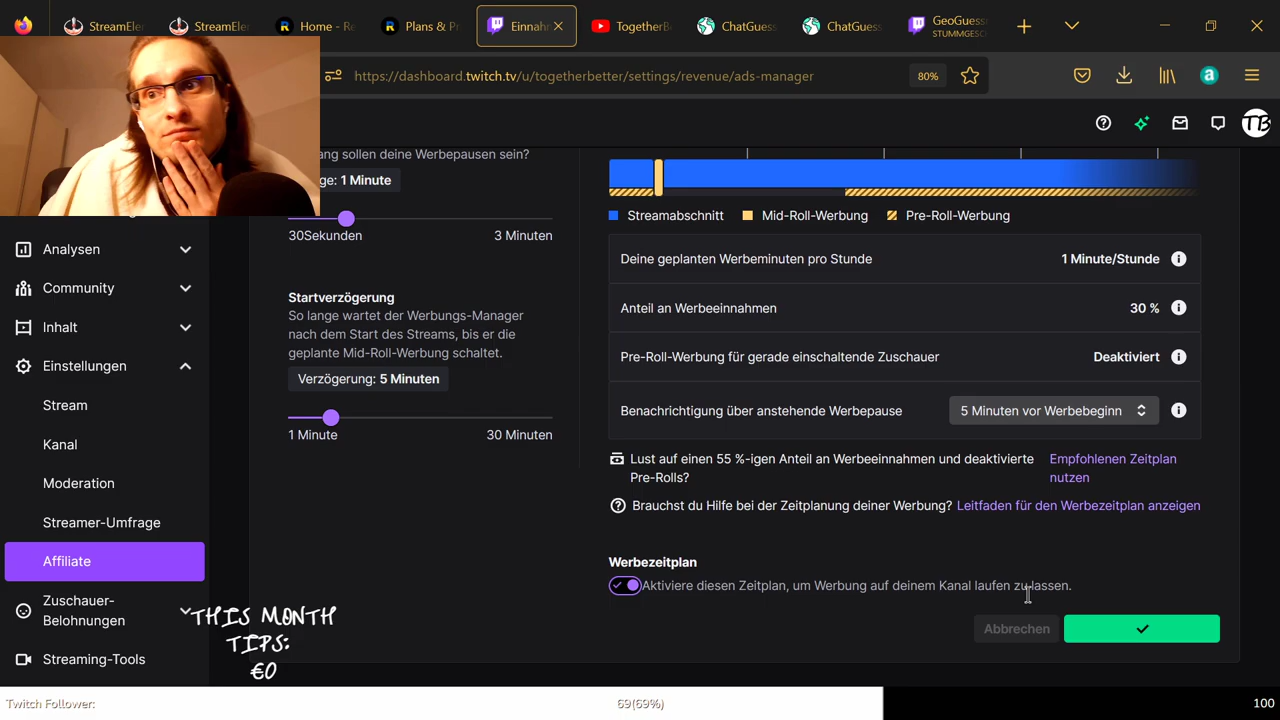 StreamEle
StreamEle
Home - Re
Plans & Pr
Einnahm
TogetherBe
ChatGuess
ChatGuess
GeoGuess
STUMMGESC
https://dashboard.twitch.tv/u/togetherbetter/settings/revenue/ads-manager
80%
TB
ang sollen deine Werbepausen sein?
ge: 1 Minute
30Sekunden
3 Minuten
Startverzögerung
So lange wartet der Werbungs-Manager
nach dem Start des Streams, bis er die
geplante Mid-Roll-Werbung schaltet.
Verzögerung: 5 Minuten
1 Minute
30 Minuten
Streamabschnitt
Mid-Roll-Werbung
Pre-Roll-Werbung
Deine geplanten Werbeminuten pro Stunde
1 Minute/Stunde
Anteil an Werbeeinnahmen
30 %
Pre-Roll-Werbung für gerade einschaltende Zuschauer
Deaktiviert
Benachrichtigung über anstehende Werbepause
5 Minuten vor Werbebeginn
Lust auf einen 55 %-igen Anteil an Werbeeinnahmen und deaktivierte
Pre-Rolls?
Empfohlenen Zeitplan
nutzen
Brauchst du Hilfe bei der Zeitplanung deiner Werbung? Leitfaden für den Werbezeitplan anzeigen
Werbezeitplan
Aktiviere diesen Zeitplan, um Werbung auf deinem Kanal laufen zu lassen.
Abbrechen
Analysen
Community
Inhalt
Einstellungen
Stream
Kanal
Moderation
Streamer-Umfrage
Affiliate
Zuschauer-
Belohnungen
Streaming-Tools
THIS MONTH
TIPS:
€0
Twitch Follower:
69(69%)
100